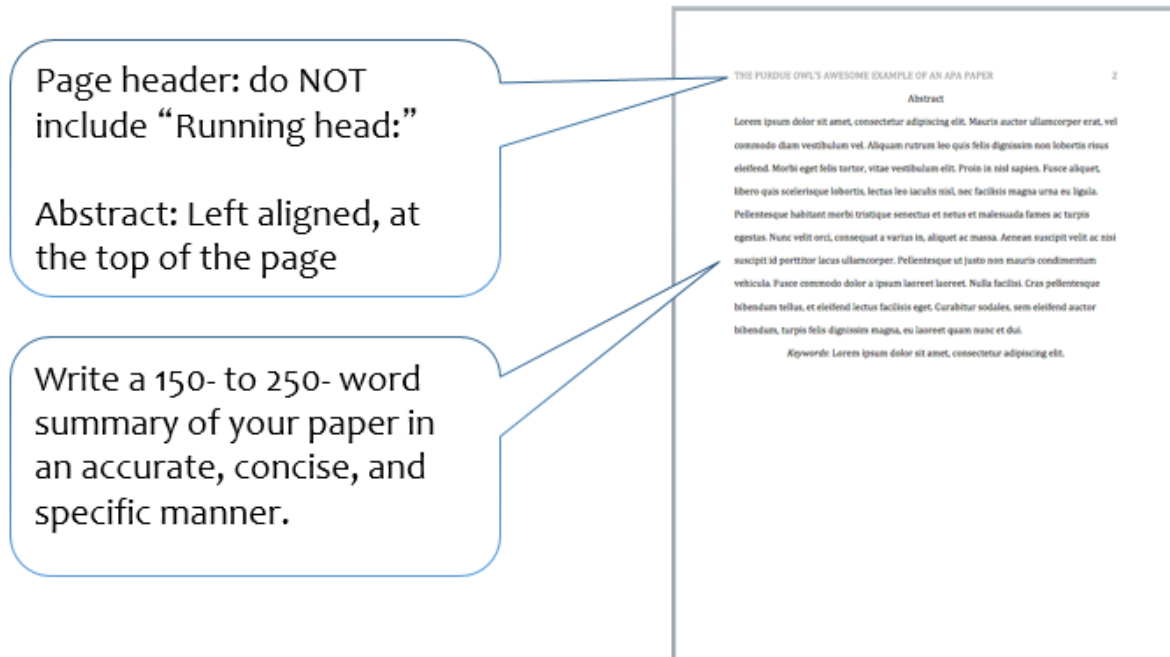 Page header: do NOT
include “Running head:”
Abstract: Left aligned, at
the top of the page
Write a 150- to 250- word
summary of your paper in
an accurate, concise, and
specific manner.
THE PURDUE OWL'S AWESOME EXAMPLE OF AN APA PAPER 2
Abstract
Lorem ipsum dolor sit amet, consectetur adipiscing elit. Mauris auctor ullamcorper erat, vel
commodo diam vestibulum vel. Aliquam rutrum leo quis felis dignissim non lobortis risus
eleifend. Morbi eget felis tortor, vitae vestibulum elit. Proin in nisl sapien. Fusce aliquet,
libero quis scelerisque lobortis, lectus leo iaculis nisl, nec facilisis magna urna eu ligula.
Pellentesque habitant morbi tristique senectus et netus et malesuada fames ac turpis
egestas. Nunc velit orci, consequat a varius in, aliquet ac massa. Aenean suscipit velit ac nisi
suscipit id porttitor lacus ullamcorper. Pellentesque ut justo non mauris condimentum
vehicula. Fusce commodo dolor a ipsum laoreet laoreet. Nulla facilisi. Cras pellentesque
bibendum tellus, et eleifend lectus facilisis eget. Curabitur sodales, sem eleifend auctor
bibendum, turpis felis dignissim magna, eu laoreet quam nunc et dui.
Keywords: Lorem ipsum dolor sit amet, consectetur adipiscing elit.